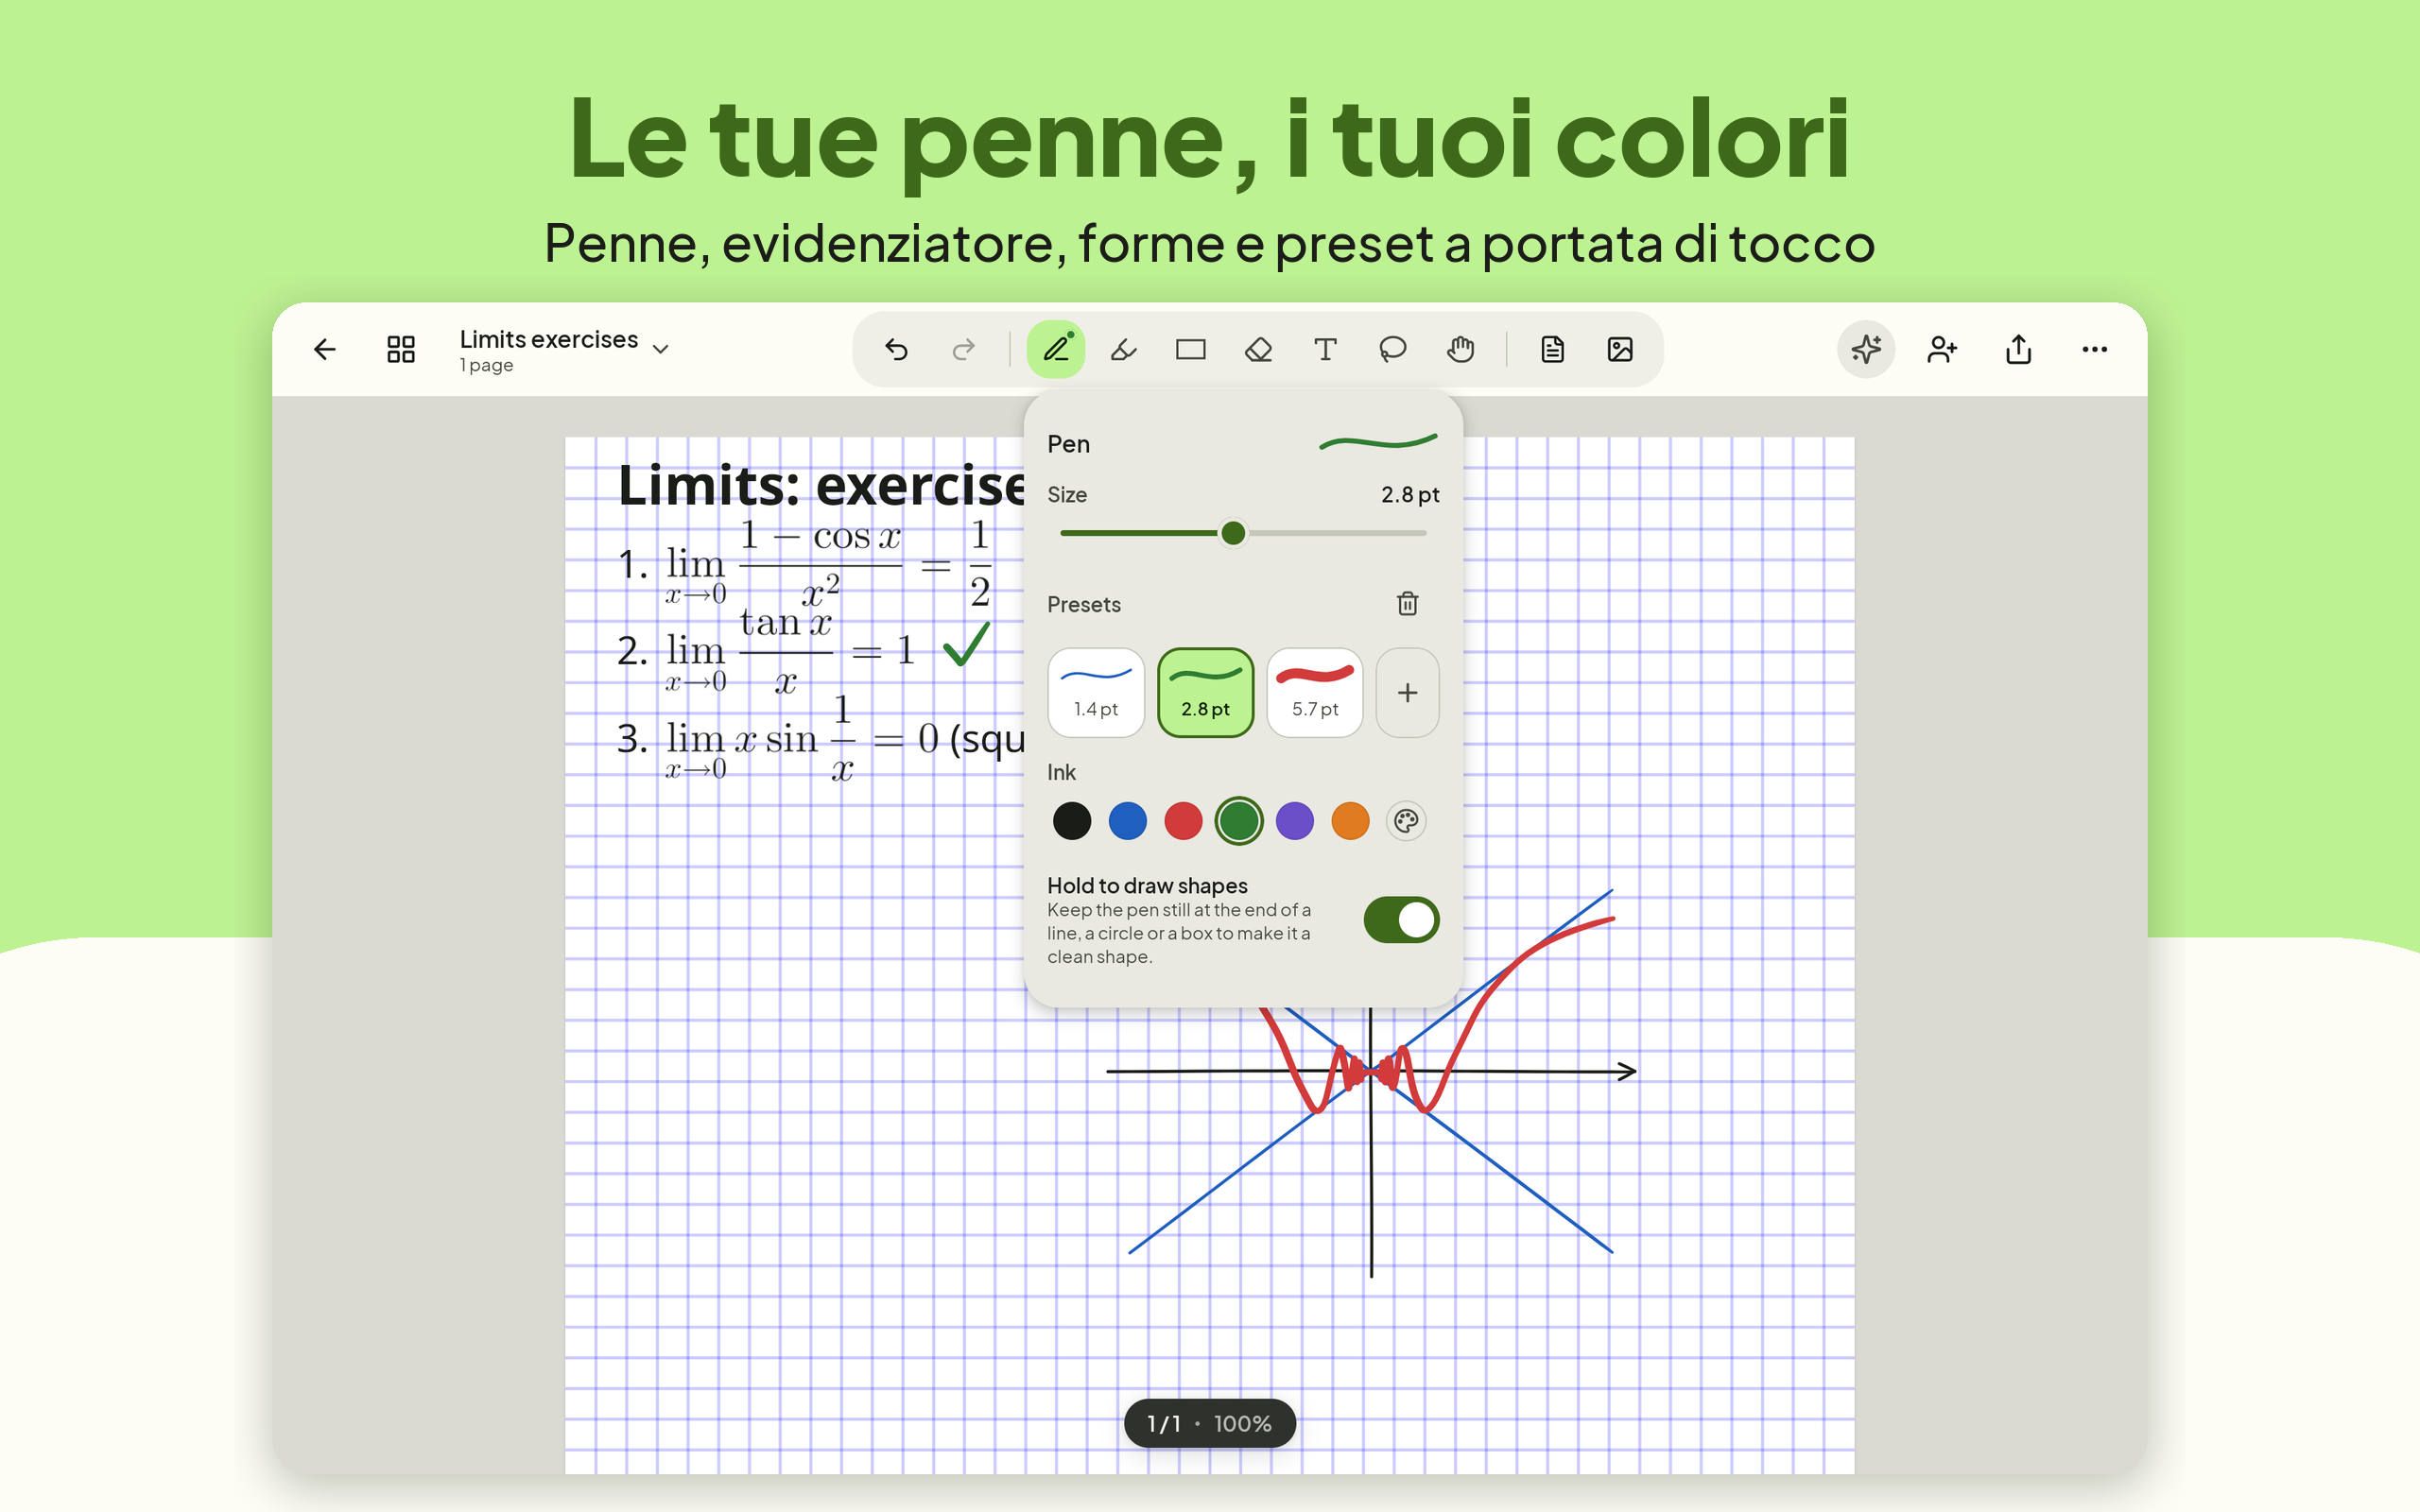 Le tue penne, i tuoi colori
Penne, evidenziatore, forme e preset a portata di tocco
Limits exercises
1 page
Pen
Size 2.8 pt
Presets
1.4 pt 2.8 pt 5.7 pt
Ink
Hold to draw shapes
Keep the pen still at the end of a
line, a circle or a box to make it a
clean shape.
Limits: exercise
1. lim x→0 (1 − cos x)/x² = 1/2
2. lim x→0 (tan x)/x = 1 ✓
3. lim x→0 x sin 1/x = 0 (squ
1/1 • 100%